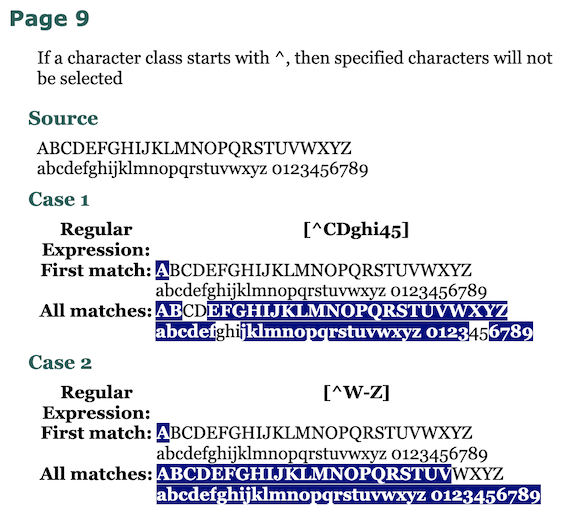 Page 9
If a character class starts with ^, then specified characters will not
be selected
Source
ABCDEFGHIJKLMNOPQRSTUVWXYZ
abcdefghijklmnopqrstuvwxyz 0123456789
Case 1
Regular [^CDghi45]
Expression:
First match: ABCDEFGHIJKLMNOPQRSTUVWXYZ
abcdefghijklmnopqrstuvwxyz 0123456789
All matches: ABCDEFGHIJKLMNOPQRSTUVWXYZ
abcdefghijklmnopqrstuvwxyz 0123456789
Case 2
Regular [^W-Z]
Expression:
First match: ABCDEFGHIJKLMNOPQRSTUVWXYZ
abcdefghijklmnopqrstuvwxyz 0123456789
All matches: ABCDEFGHIJKLMNOPQRSTUVWXYZ
abcdefghijklmnopqrstuvwxyz 0123456789